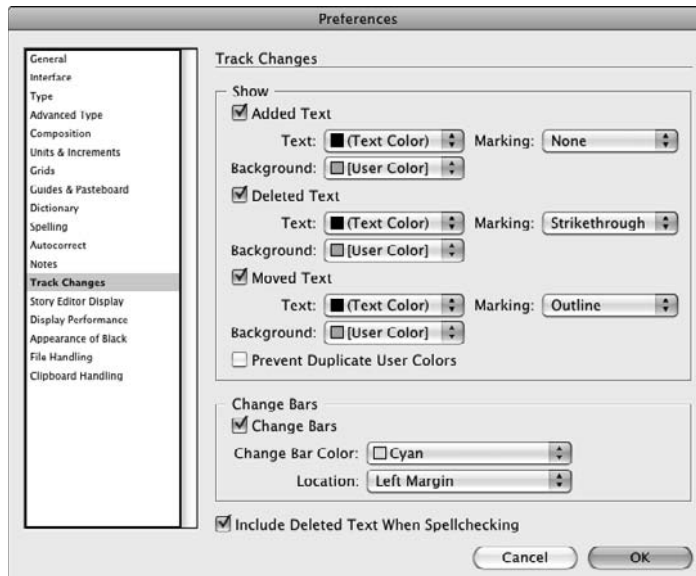 Preferences
General
Interface
Type
Advanced Type
Composition
Units & Increments
Grids
Guides & Pasteboard
Dictionary
Spelling
Autocorrect
Notes
Track Changes
Story Editor Display
Display Performance
Appearance of Black
File Handling
Clipboard Handling
Track Changes
Show
Added Text
Text: (Text Color) Marking: None
Background: [User Color]
Deleted Text
Text: (Text Color) Marking: Strikethrough
Background: [User Color]
Moved Text
Text: (Text Color) Marking: Outline
Background: [User Color]
Prevent Duplicate User Colors
Change Bars
Change Bars
Change Bar Color: Cyan
Location: Left Margin
Include Deleted Text When Spellchecking
Cancel OK